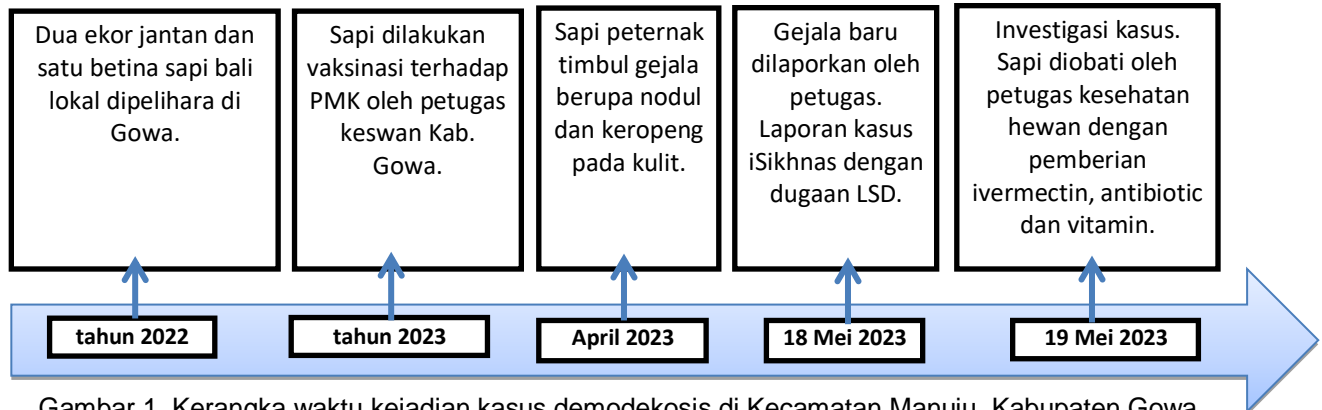 Dua ekor jantan dan
satu betina sapi bali
lokal dipelihara di
Gowa.
Sapi dilakukan
vaksinasi terhadap
PMK oleh petugas
keswan Kab.
Gowa.
Sapi peternak
timbul gejala
berupa nodul
dan keropeng
pada kulit.
Gejala baru
dilaporkan oleh
petugas.
Laporan kasus
iSikhnas dengan
dugaan LSD.
Investigasi kasus.
Sapi diobati oleh
petugas kesehatan
hewan dengan
pemberian
ivermectin, antibiotic
dan vitamin.
tahun 2022
tahun 2023
April 2023
18 Mei 2023
19 Mei 2023
Gambar 1. Kerangka waktu kejadian kasus demodekosis di Kecamatan Manuju, Kabupaten Gowa